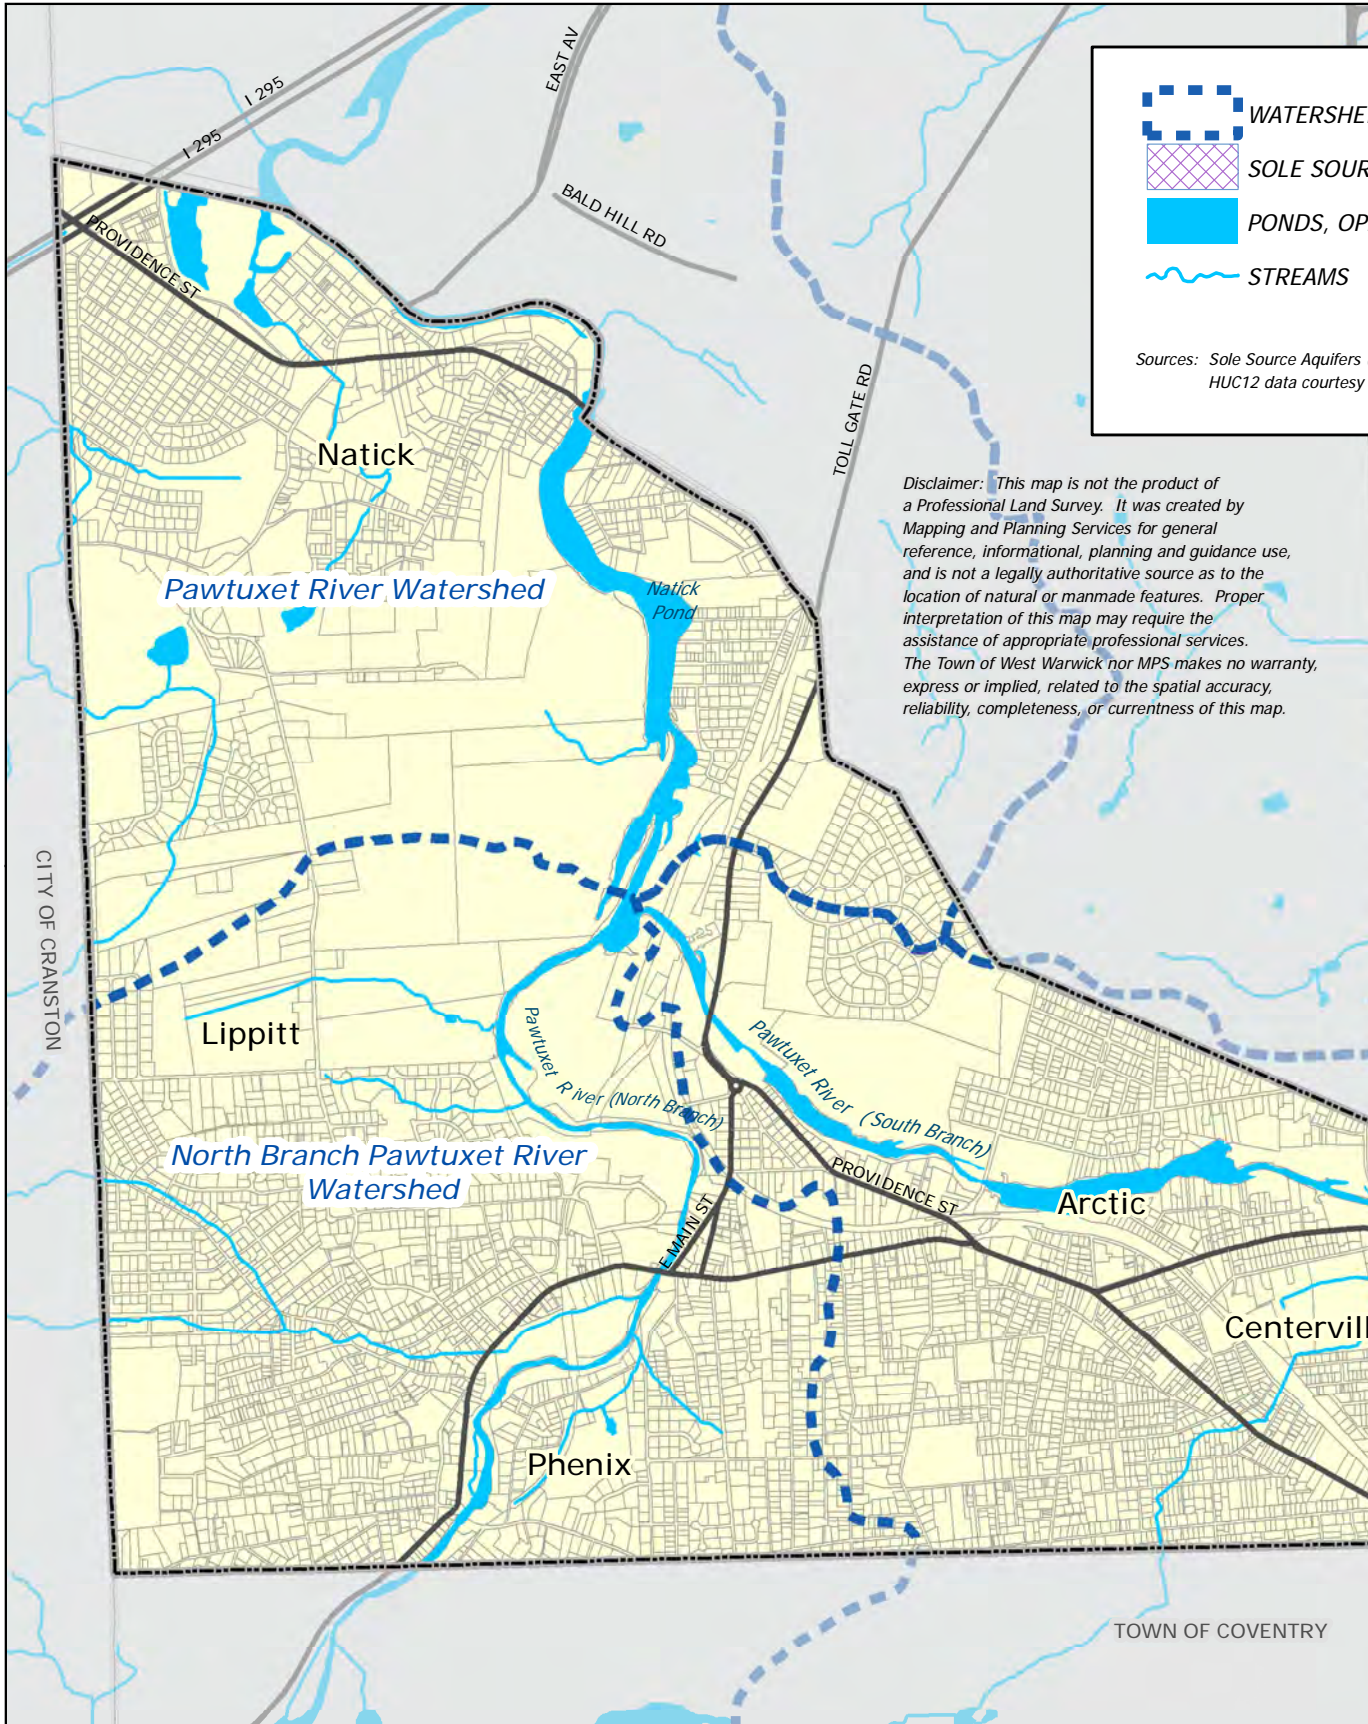 I 295
I 295
EAST AV
BALD HILL RD
PROVIDENCE ST
TOLL GATE RD
WATERSHE
SOLE SOUR
PONDS, OP
STREAMS
Sources: Sole Source Aquifers
HUC12 data courtesy
Natick
Disclaimer: This map is not the product of
a Professional Land Survey. It was created by
Mapping and Planning Services for general
reference, informational, planning and guidance use,
and is not a legally authoritative source as to the
location of natural or manmade features. Proper
interpretation of this map may require the
assistance of appropriate professional services.
The Town of West Warwick nor MPS makes no warranty,
express or implied, related to the spatial accuracy,
reliability, completeness, or currentness of this map.
Pawtuxet River Watershed
Natick
Pond
CITY OF CRANSTON
Lippitt
Pawtuxet River (North Branch)
Pawtuxet River (South Branch)
North Branch Pawtuxet River
Watershed
PROVIDENCE ST
Arctic
E MAIN ST
Centervill
Phenix
TOWN OF COVENTRY